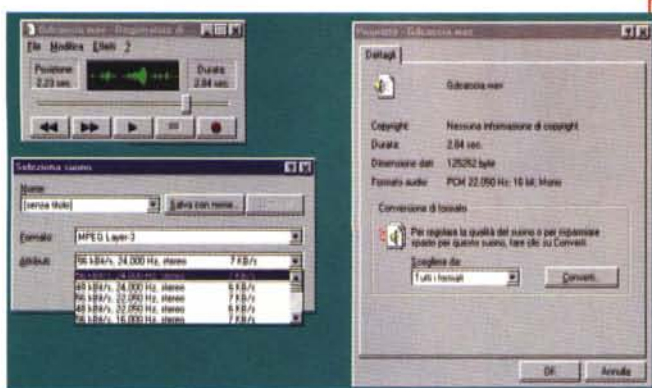 Gdcancia.wav - Registratore di
File Modifica Effetti ?
Posizione: Durata:
2.23 sec. 2.84 sec.
Seleziona suono
Nome:
[senza titolo] Salva con nome...
Formato: MPEG Layer-3
Attributi: 56 kBit/s, 24.000 Hz, stereo 7 KB/s
56 kBit/s, 24.000 Hz, stereo 7 KB/s
48 kBit/s, 24.000 Hz, stereo 6 KB/s
56 kBit/s, 22.050 Hz, stereo 7 KB/s
48 kBit/s, 22.050 Hz, stereo 6 KB/s
56 kBit/s, 16.000 Hz, stereo 7 KB/s
Proprietà - Gdcancia.wav
Dettagli
Gdcancia.wav
Copyright: Nessuna informazione di copyright
Durata: 2.84 sec.
Dimensione dati: 125252 byte
Formato audio: PCM 22.050 Hz; 16 bit; Mono
Conversione di formato
Per regolare la qualità del suono o per risparmiare
spazio per questo suono, fare clic su Converti.
Scegliere da:
Tutti i formati Converti...
OK Annulla